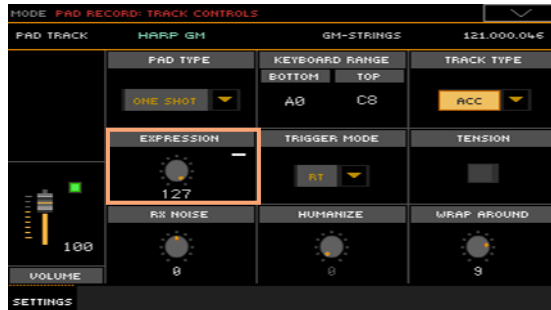 MODE PAD RECORD: TRACK CONTROLS
PAD TRACK HARP GM GM-STRINGS 121.000.046
PAD TYPE KEYBOARD RANGE TRACK TYPE
BOTTOM TOP
ONE SHOT A0 C8 ACC
EXPRESSION TRIGGER MODE TENSION
RT
127
RX NOISE HUMANIZE WRAP AROUND
100
0 0 9
VOLUME
SETTINGS